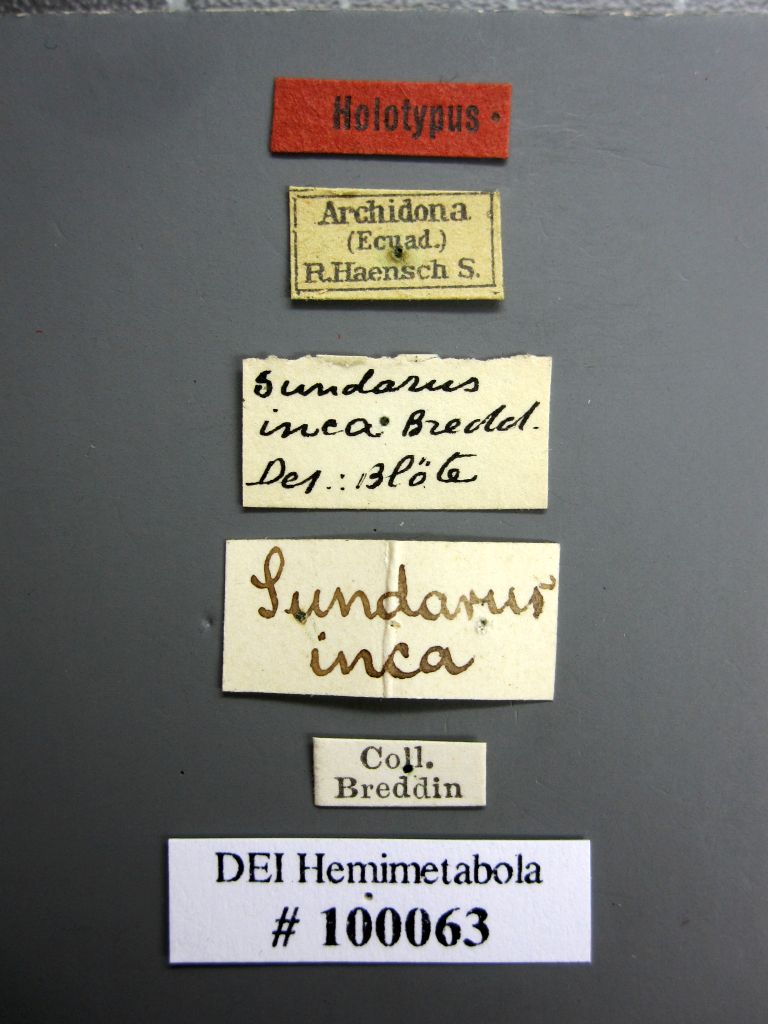 Holotypus
Archidona
(Ecuad.)
R.Haensch S.
Sundarus
inca Bredd.
Det.: Blöte
Sundarus
inca
Coll.
Breddin
DEI Hemimetabola
# 100063